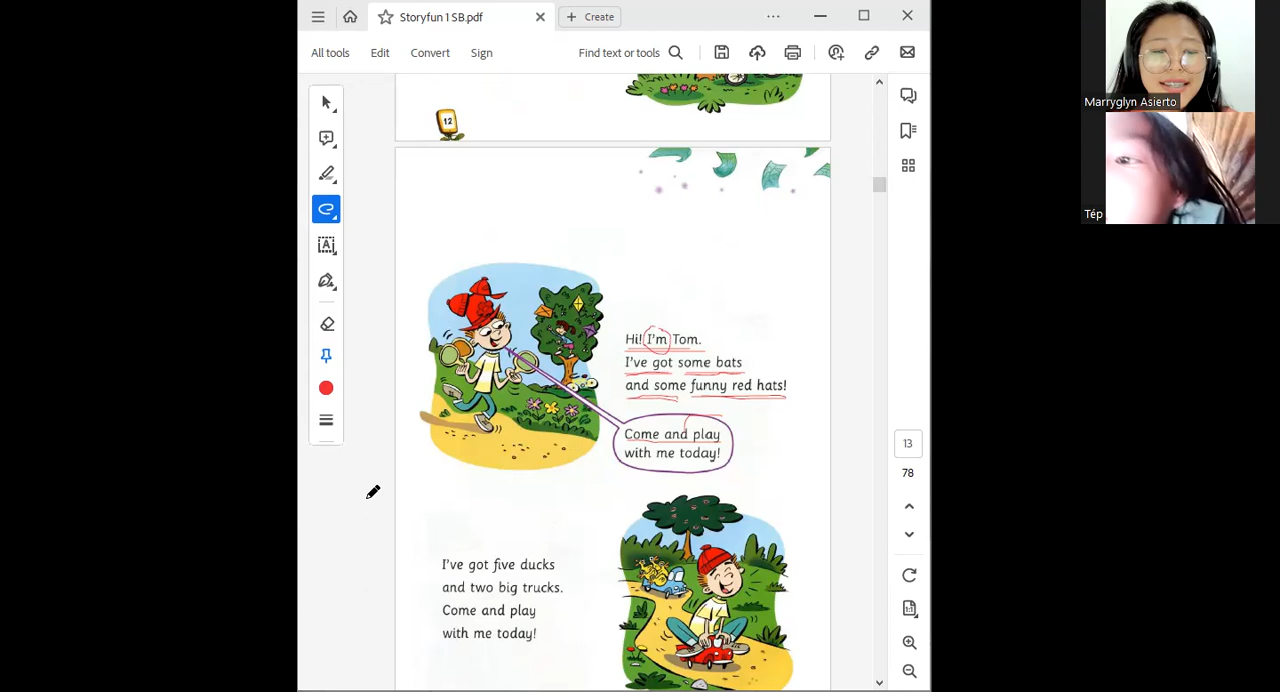 Storyfun 1 SB.pdf
Create
All tools
Edit
Convert
Sign
Find text or tools
12
Hi! I'm Tom.
I've got some bats
and some funny red hats!
Come and play
with me today!
I've got five ducks
and two big trucks.
Come and play
with me today!
13
78
Marryglyn Asierto
Tép